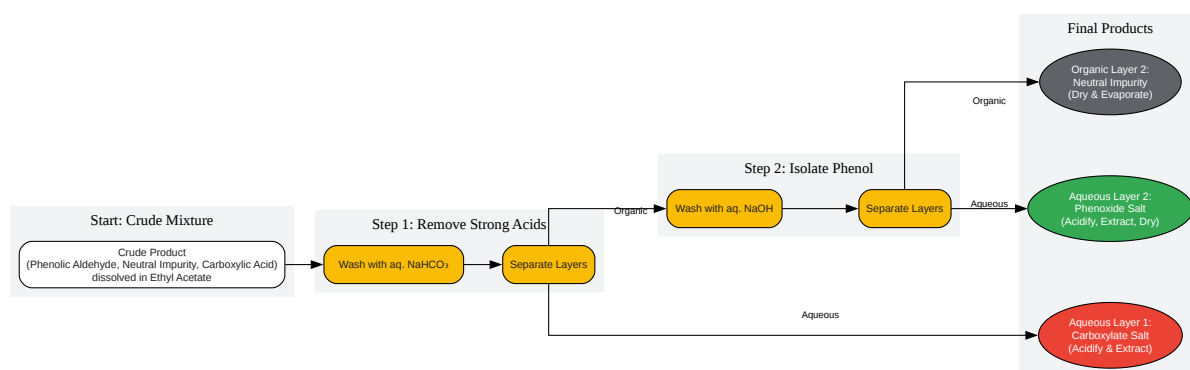 Final Products
Organic Layer 2:
Neutral Impurity
(Dry & Evaporate)
Organic
Step 2: Isolate Phenol
Wash with aq. NaOH
Separate Layers
Aqueous
Aqueous Layer 2:
Phenoxide Salt
(Acidify, Extract, Dry)
Start: Crude Mixture
Crude Product
(Phenolic Aldehyde, Neutral Impurity, Carboxylic Acid)
dissolved in Ethyl Acetate
Step 1: Remove Strong Acids
Organic
Wash with aq. NaHCO₃
Separate Layers
Aqueous
Aqueous Layer 1:
Carboxylate Salt
(Acidify & Extract)